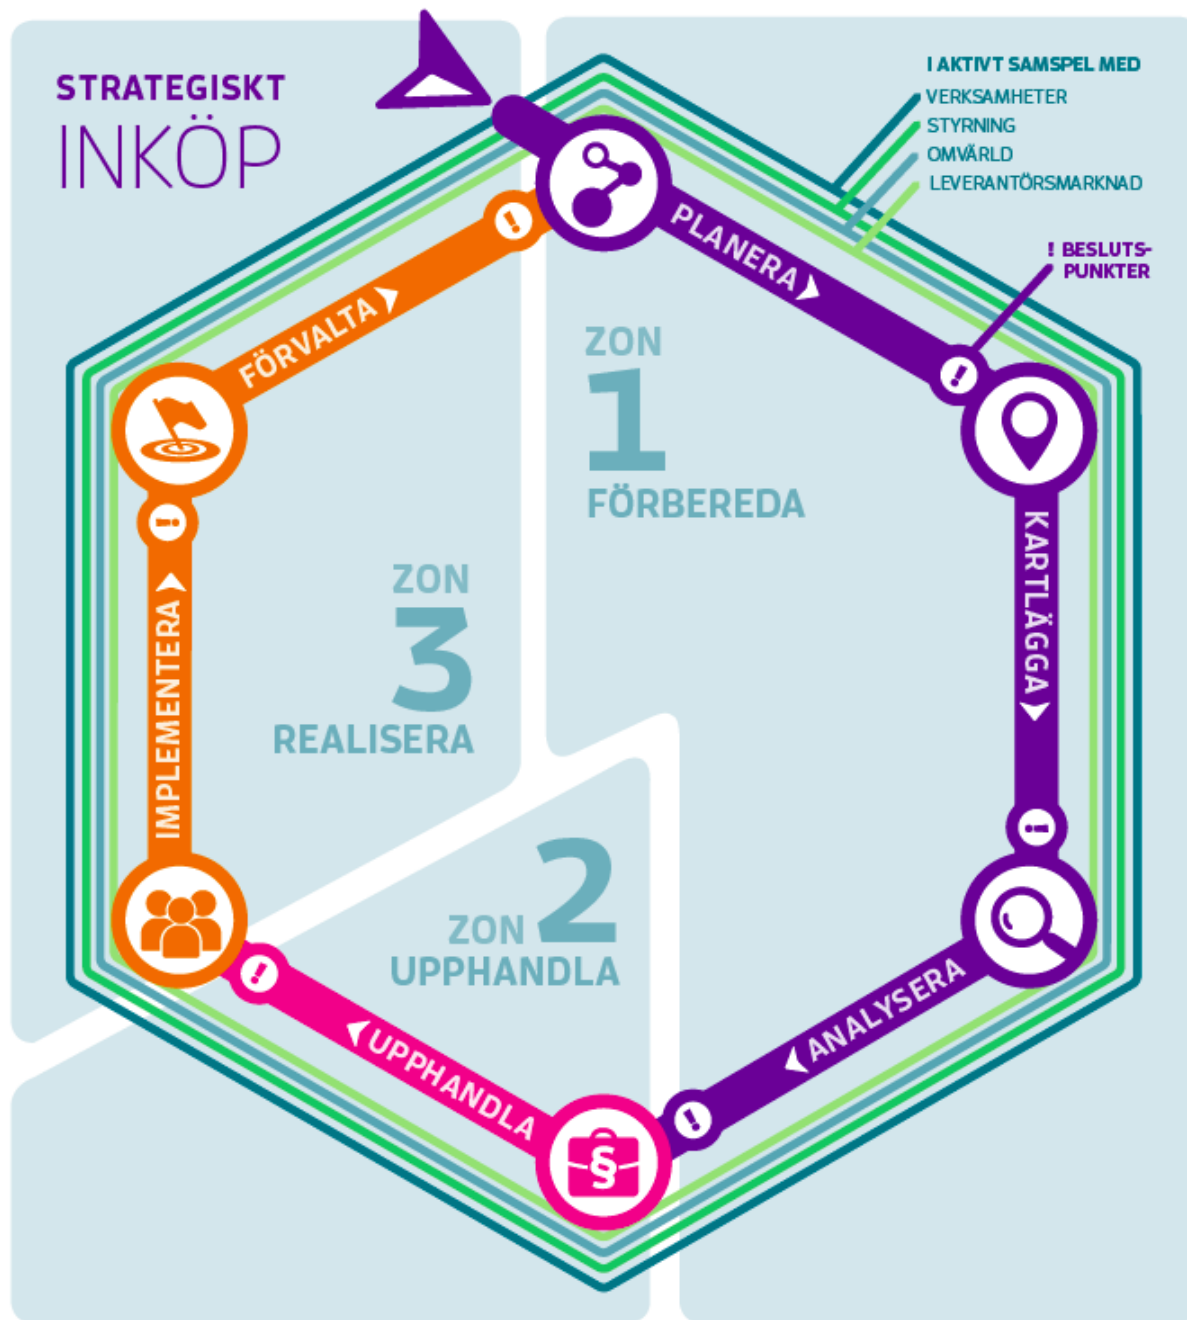 STRATEGISKT
INKÖP
I AKTIVT SAMSPEL MED
VERKSAMHETER
STYRNING
OMVÄRLD
LEVERANTÖRSMARKNAD
! BESLUTS-
PUNKTER
!
PLANERA
FÖRVALTA
!
ZON
1
FÖRBEREDA
!
KARTLÄGGA
ZON
3
REALISERA
IMPLEMENTERA
!
ZON 2
UPPHANDLA
!
ANALYSERA
UPPHANDLA
!
§